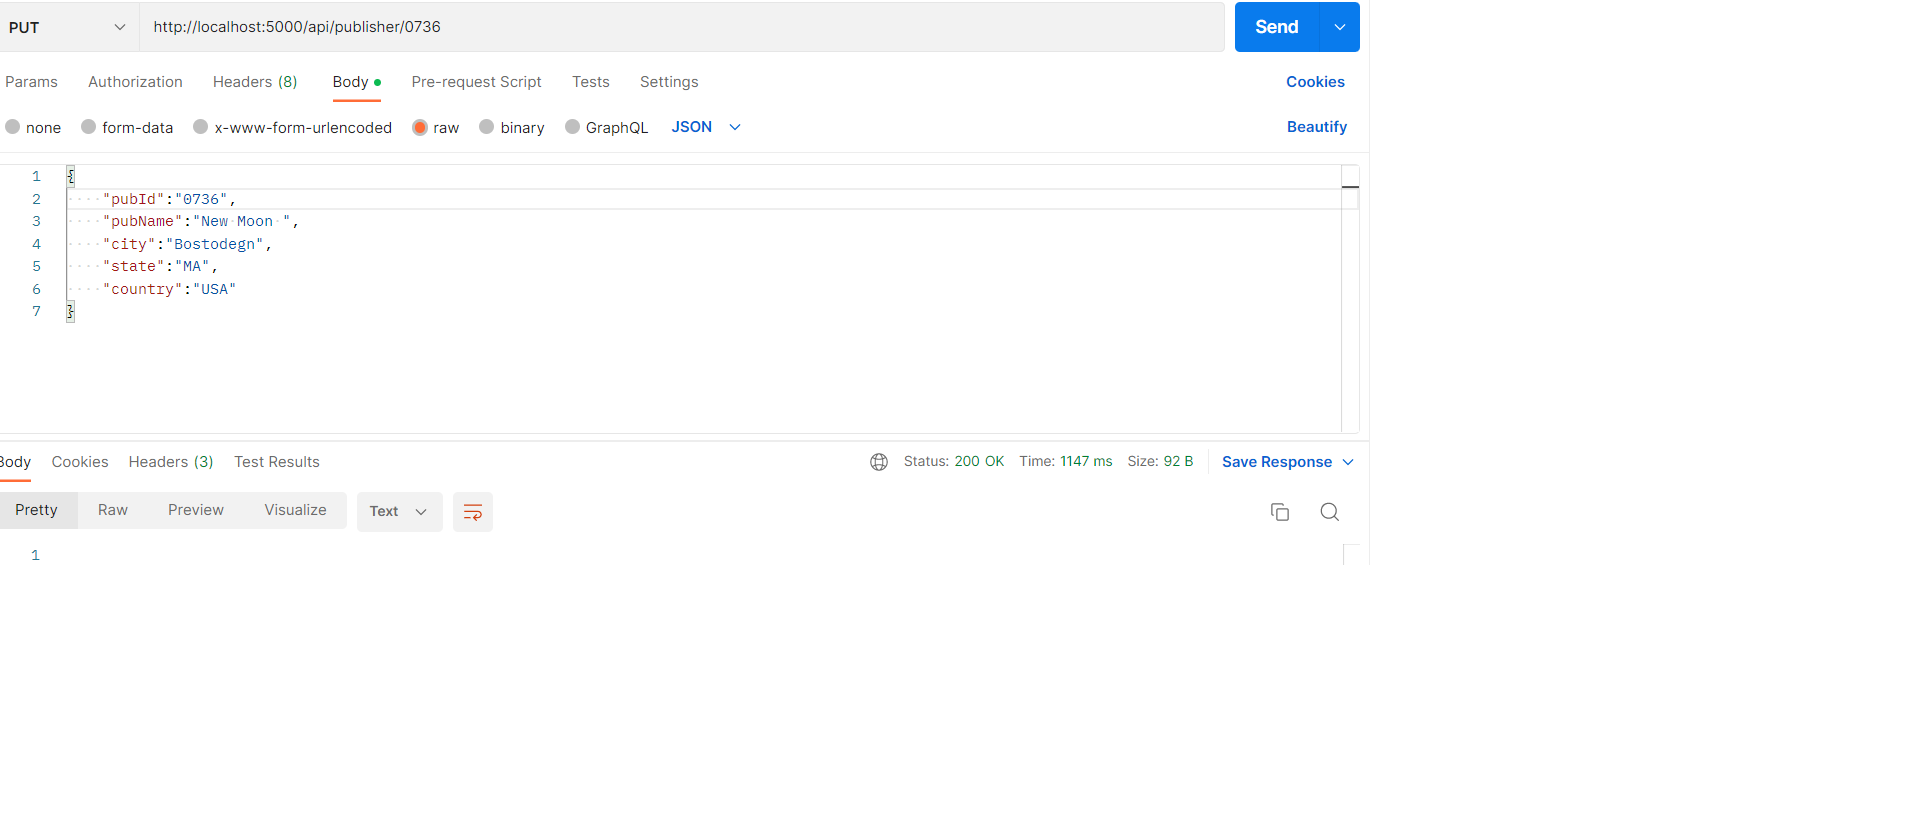 PUT http://localhost:5000/api/publisher/0736 Send
Params Authorization Headers (8) Body Pre-request Script Tests Settings Cookies
none form-data x-www-form-urlencoded raw binary GraphQL JSON Beautify
1 {
2 "pubId":"0736",
3 "pubName":"New Moon ",
4 "city":"Bostodegn",
5 "state":"MA",
6 "country":"USA"
7 }
Body Cookies Headers (3) Test Results Status: 200 OK Time: 1147 ms Size: 92 B Save Response
Pretty Raw Preview Visualize Text
1